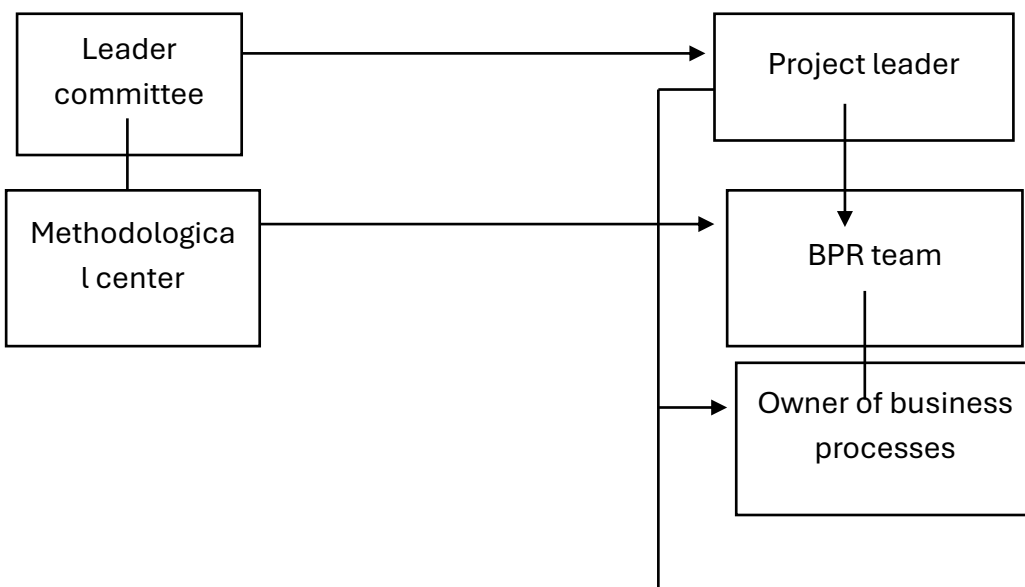 Leader
committee
Project leader
Methodologica
l center
BPR team
Owner of business
processes